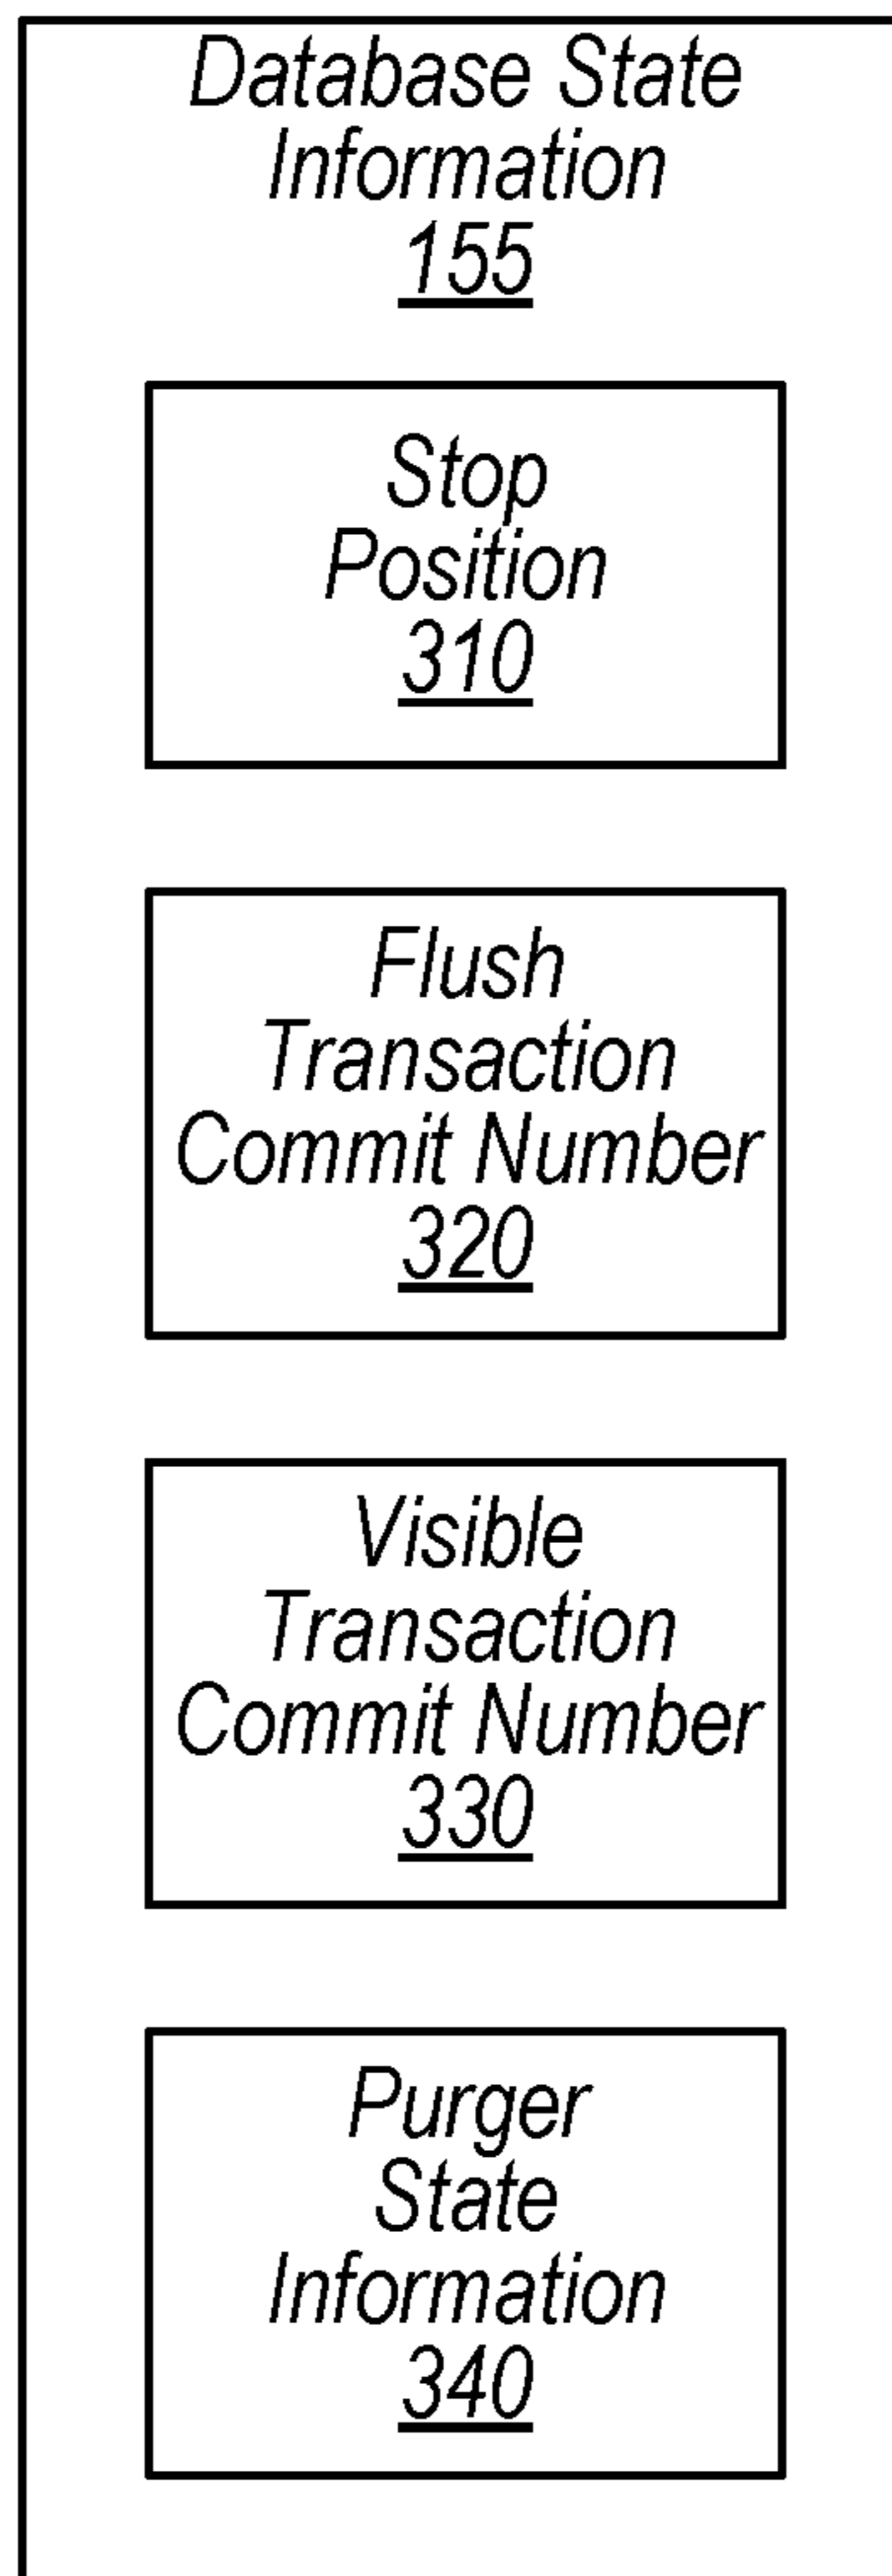 Database State
Information
155
Stop
Position
310
Flush
Transaction
Commit Number
320
Visible
Transaction
Commit Number
330
Purger
State
Information
340